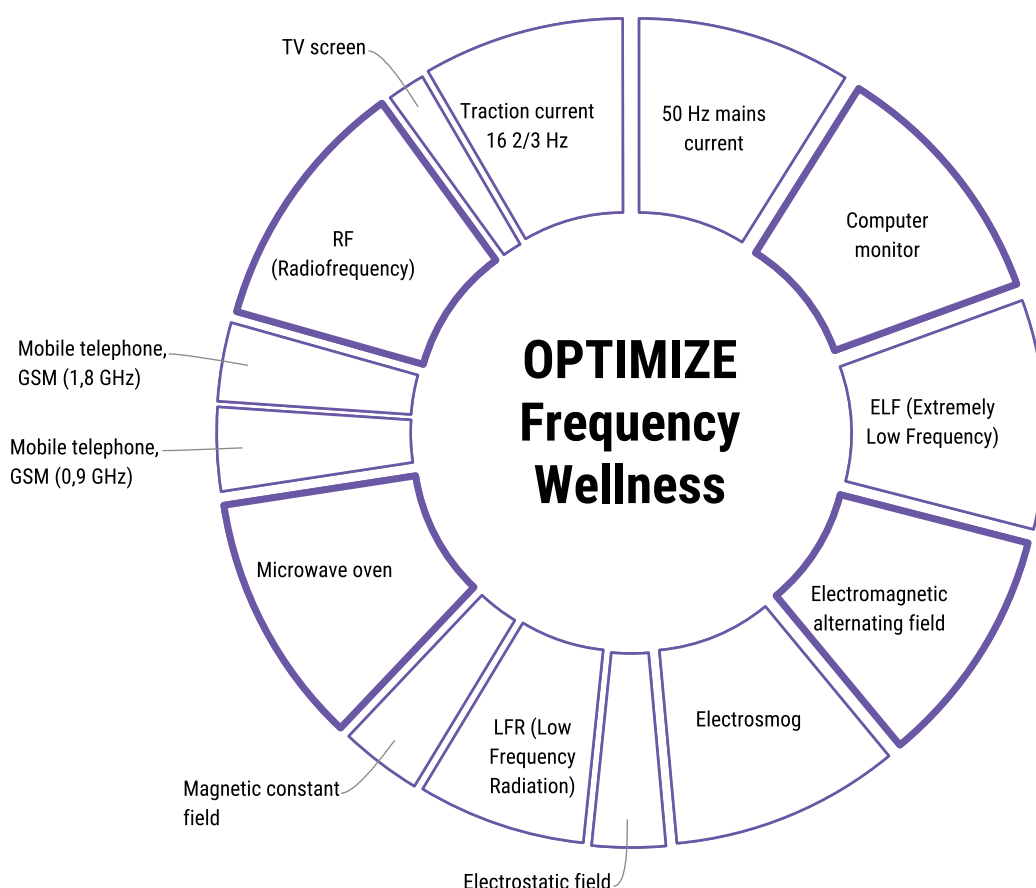 TV screen
Traction current
16 2/3 Hz
50 Hz mains
current
Computer
monitor
RF
(Radiofrequency)
Mobile telephone,
GSM (1,8 GHz)
Mobile telephone,
GSM (0,9 GHz)
OPTIMIZE
Frequency
Wellness
ELF (Extremely
Low Frequency)
Microwave oven
Electromagnetic
alternating field
Electrosmog
LFR (Low
Frequency
Radiation)
Magnetic constant
field
Electrostatic field